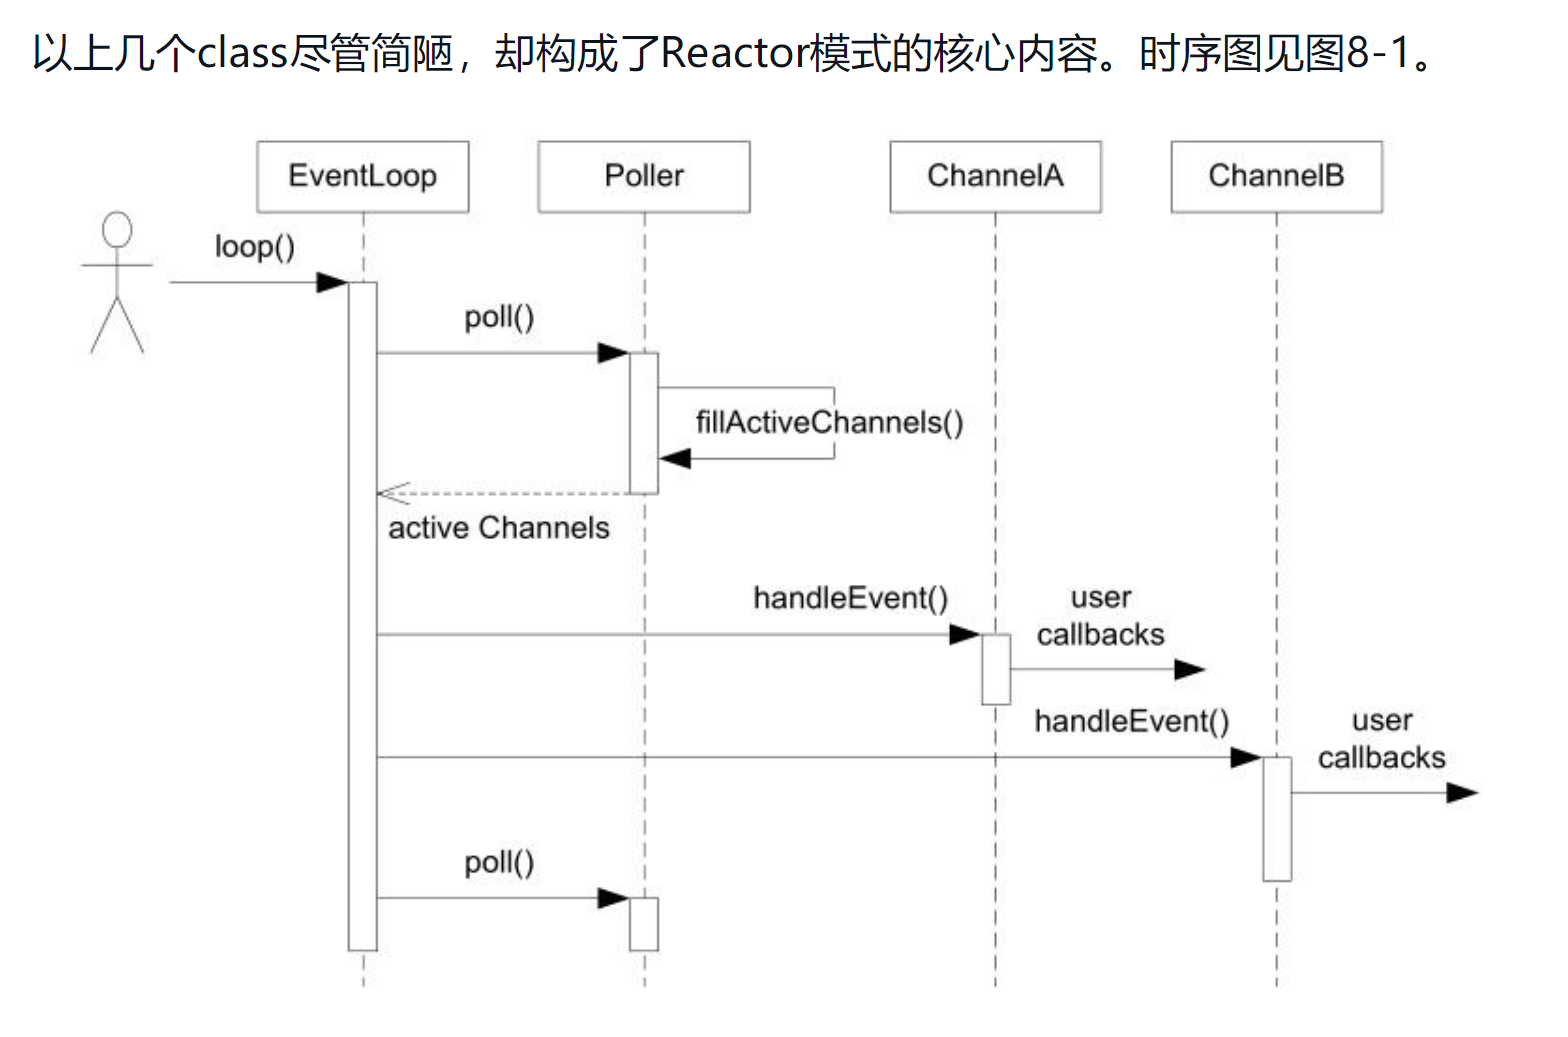 以上几个class尽管简陋，却构成了Reactor模式的核心内容。时序图见图8-1。
EventLoop
Poller
ChannelA
ChannelB
loop()
poll()
fillActiveChannels()
active Channels
handleEvent()
user
callbacks
handleEvent()
user
callbacks
poll()